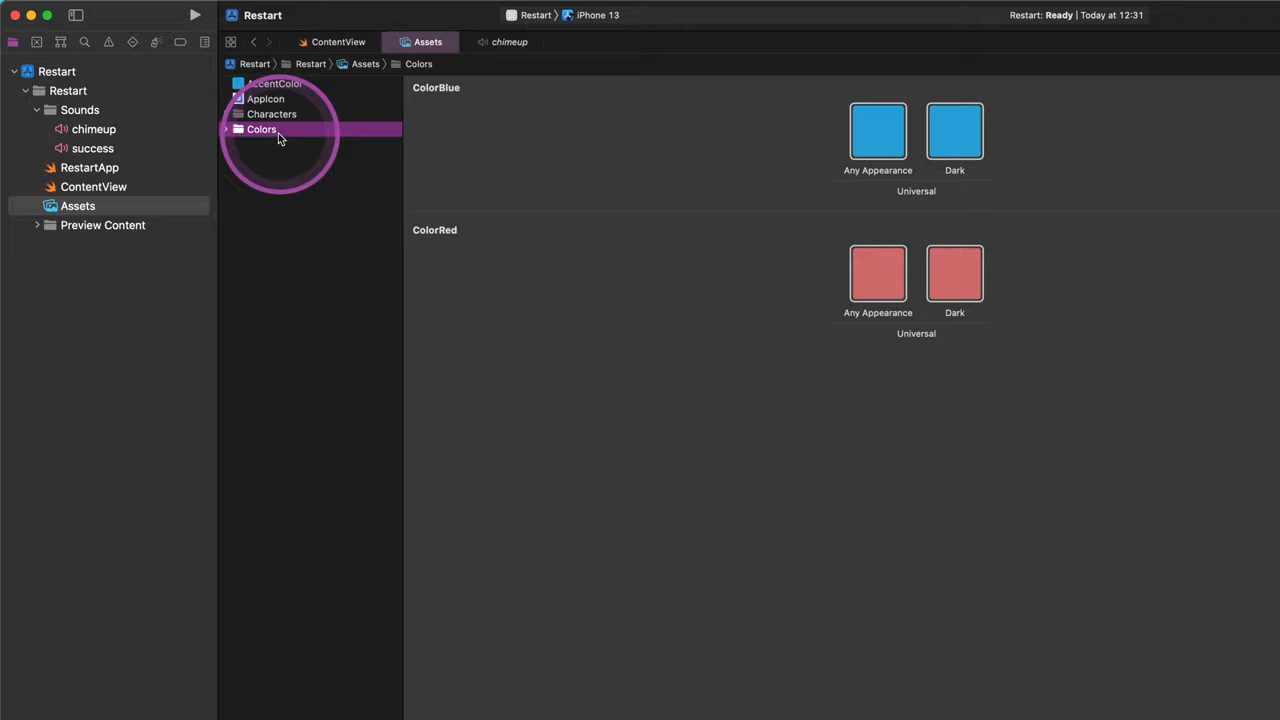 Restart
Restart 〉 iPhone 13
Restart: Ready | Today at 12:31
ContentView
Assets
chimeup
Restart 〉 Restart 〉 Assets 〉 Colors
Restart
Restart
Sounds
chimeup
success
RestartApp
ContentView
Assets
Preview Content
AccentColor
AppIcon
Characters
Colors
ColorBlue
Any Appearance
Dark
Universal
ColorRed
Any Appearance
Dark
Universal